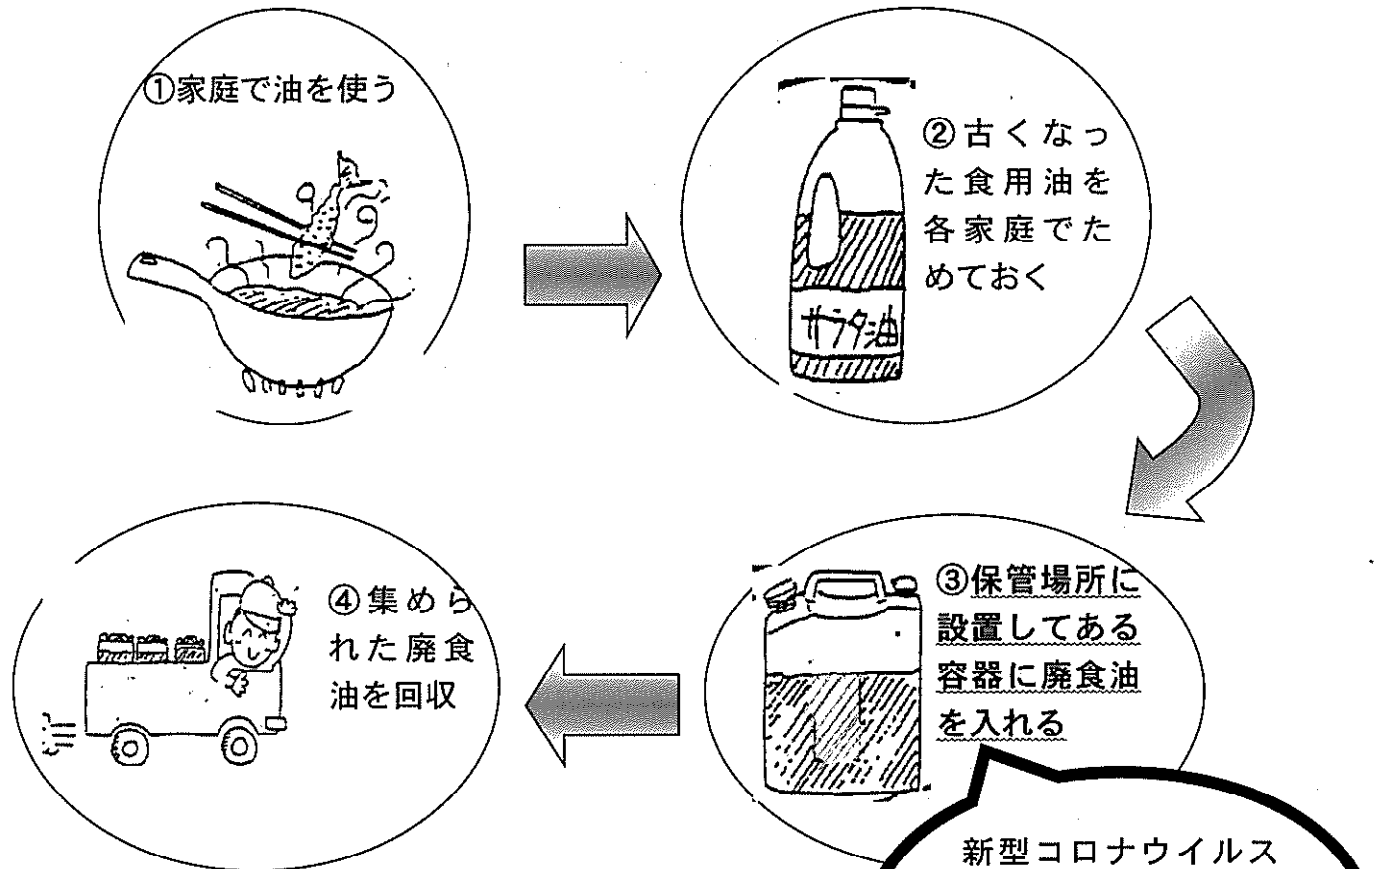 ①家庭で油を使う
②古くなっ
た食用油を
各家庭でた
めておく
サラダ油
③保管場所に
設置してある
容器に廃食油
を入れる
④集めら
れた廃食
油を回収
新型コロナウイルス